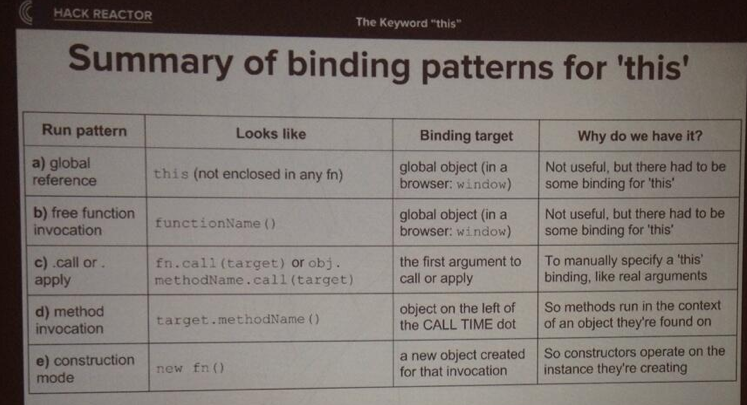 HACK REACTOR
The Keyword "this"
Summary of binding patterns for 'this'
Run pattern
Looks like
Binding target
Why do we have it?
a) global
reference
this (not enclosed in any fn)
global object (in a
browser: window)
Not useful, but there had to be
some binding for 'this'
b) free function
invocation
functionName()
global object (in a
browser: window)
Not useful, but there had to be
some binding for 'this'
c) .call or .
apply
fn.call(target) or obj.
methodName.call(target)
the first argument to
call or apply
To manually specify a 'this'
binding, like real arguments
d) method
invocation
target.methodName()
object on the left of
the CALL TIME dot
So methods run in the context
of an object they're found on
e) construction
mode
new fn()
a new object created
for that invocation
So constructors operate on the
instance they're creating